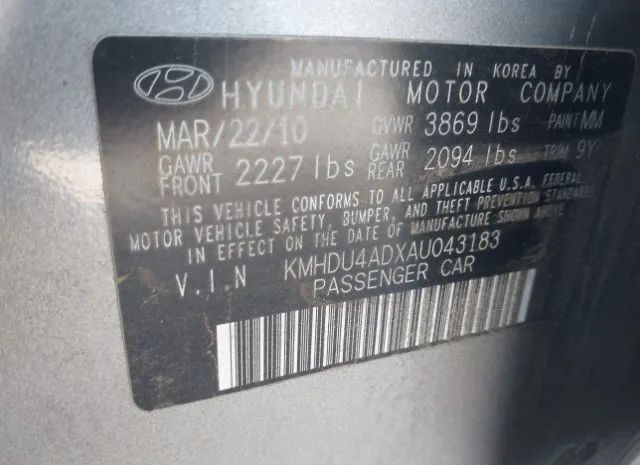 MANUFACTURED IN KOREA BY
HYUNDAI MOTOR COMPANY
MAR/22/10 GVWR 3869 lbs PAINT MM
GAWR FRONT 2227 lbs GAWR REAR 2094 lbs TRIM 9Y
THIS VEHICLE CONFORMS TO ALL APPLICABLE U.S.A. FEDERAL
MOTOR VEHICLE SAFETY, BUMPER, AND THEFT PREVENTION STANDARDS
IN EFFECT ON THE DATE OF MANUFACTURE SHOWN ABOVE
V.I.N KMHDU4ADXAU043183
PASSENGER CAR